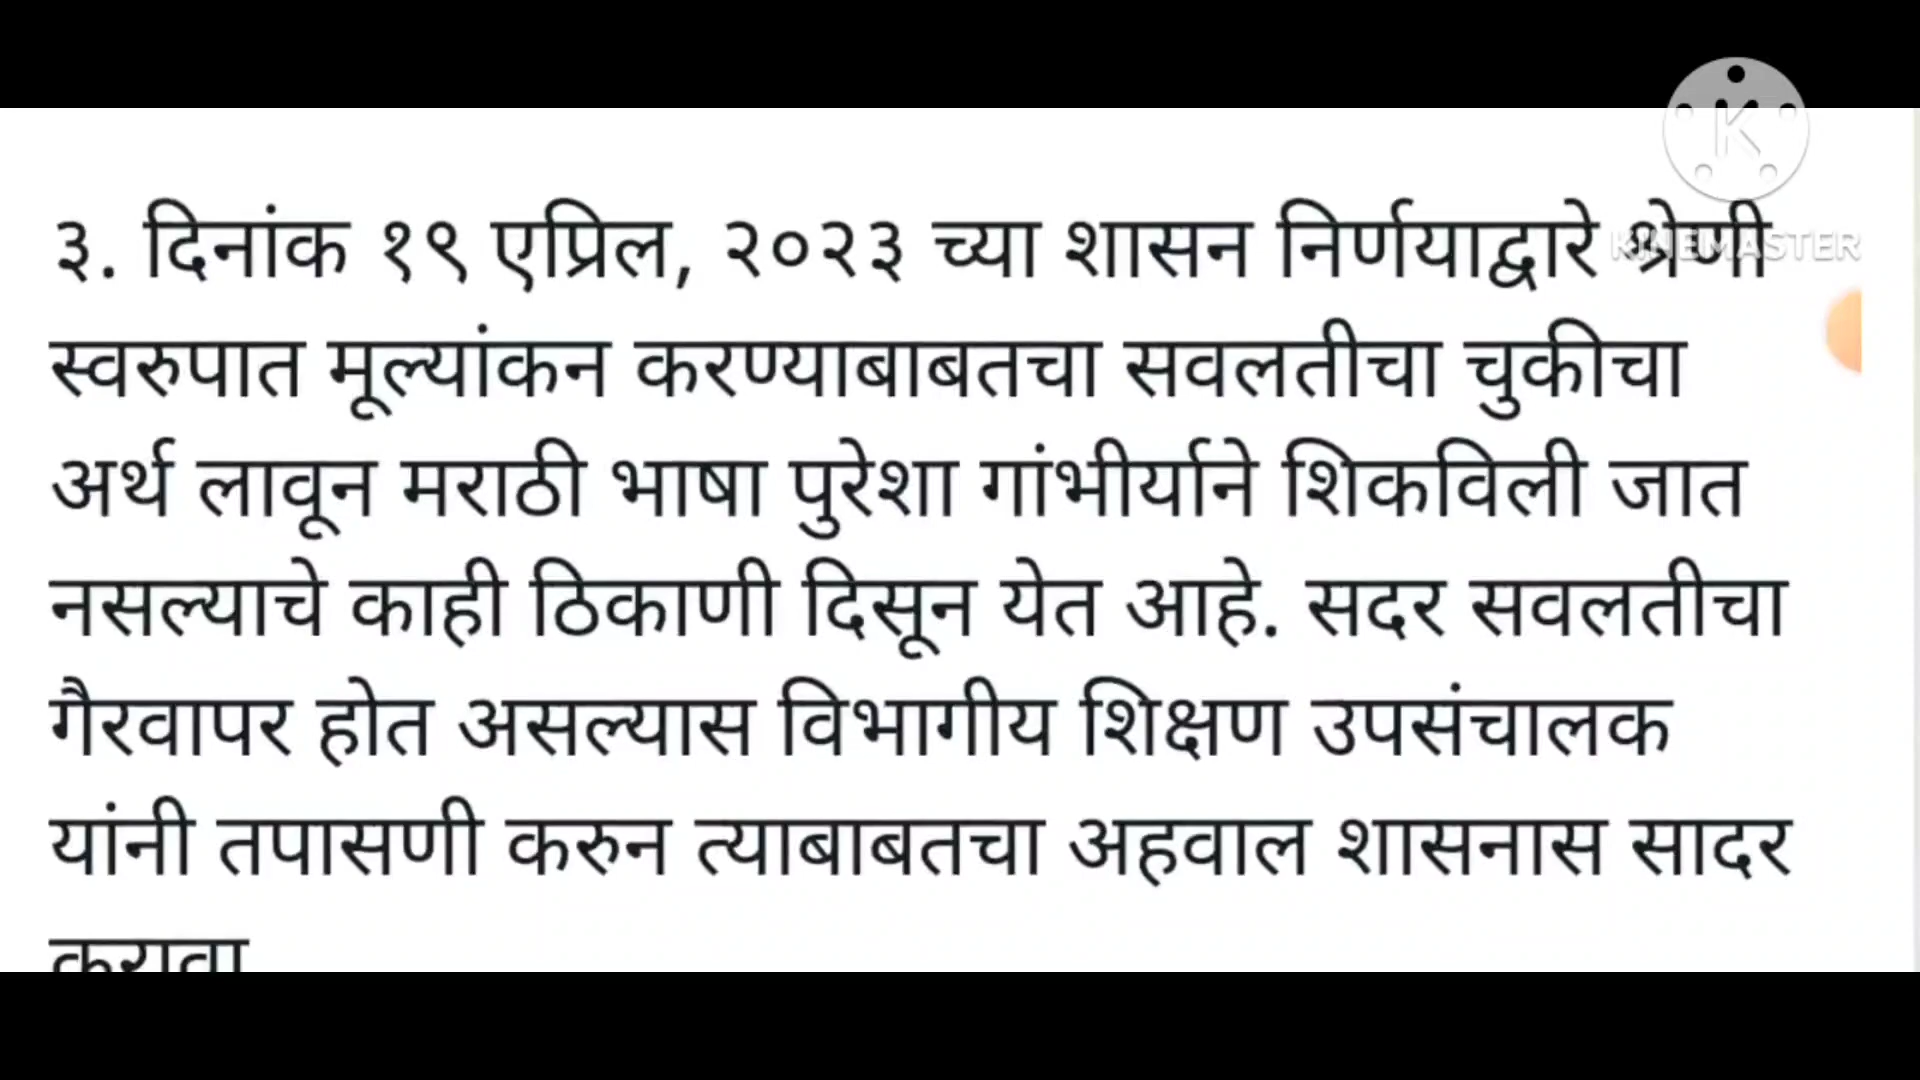 K
३. दिनांक १९ एप्रिल, २०२३ च्या शासन निर्णयाद्वारे श्रेणी
KINEMASTER
स्वरुपात मूल्यांकन करण्याबाबतचा सवलतीचा चुकीचा
अर्थ लावून मराठी भाषा पुरेशा गांभीर्याने शिकविली जात
नसल्याचे काही ठिकाणी दिसून येत आहे. सदर सवलतीचा
गैरवापर होत असल्यास विभागीय शिक्षण उपसंचालक
यांनी तपासणी करुन त्याबाबतचा अहवाल शासनास सादर
करावा